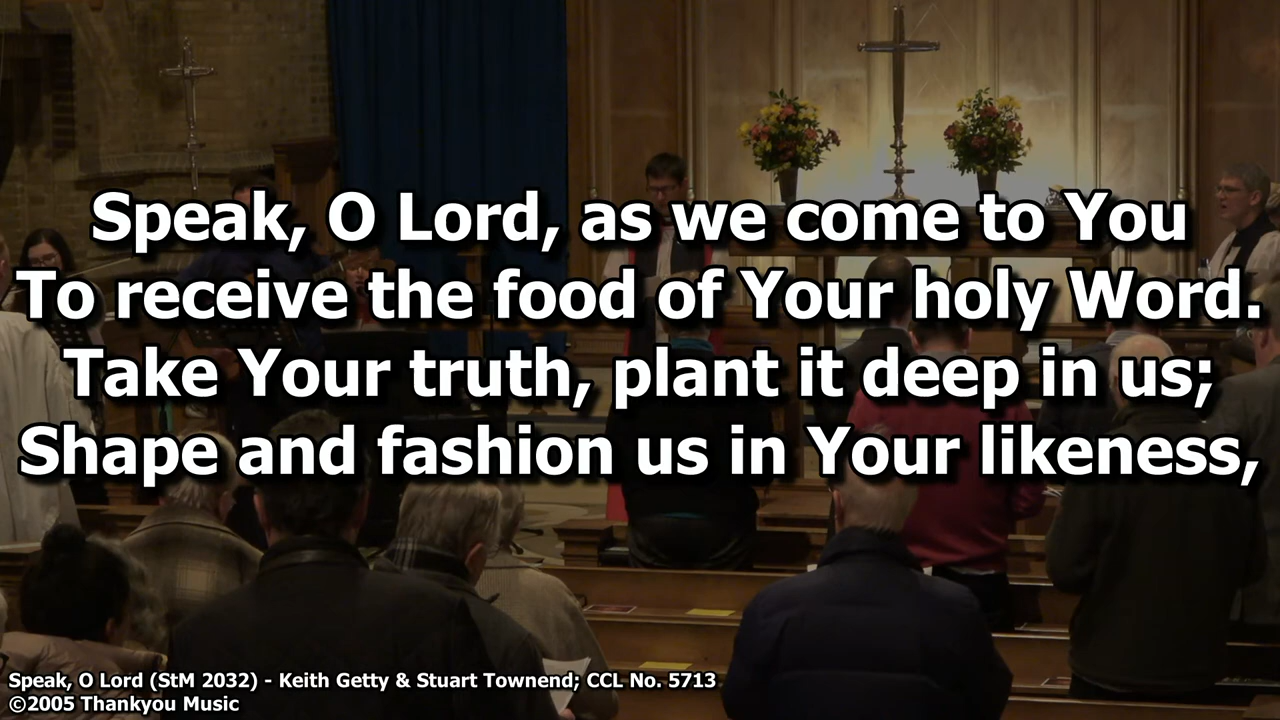 Speak, O Lord, as we come to You
To receive the food of Your holy Word.
Take Your truth, plant it deep in us;
Shape and fashion us in Your likeness,
Speak, O Lord (StM 2032) - Keith Getty & Stuart Townend; CCL No. 5713
©2005 Thankyou Music